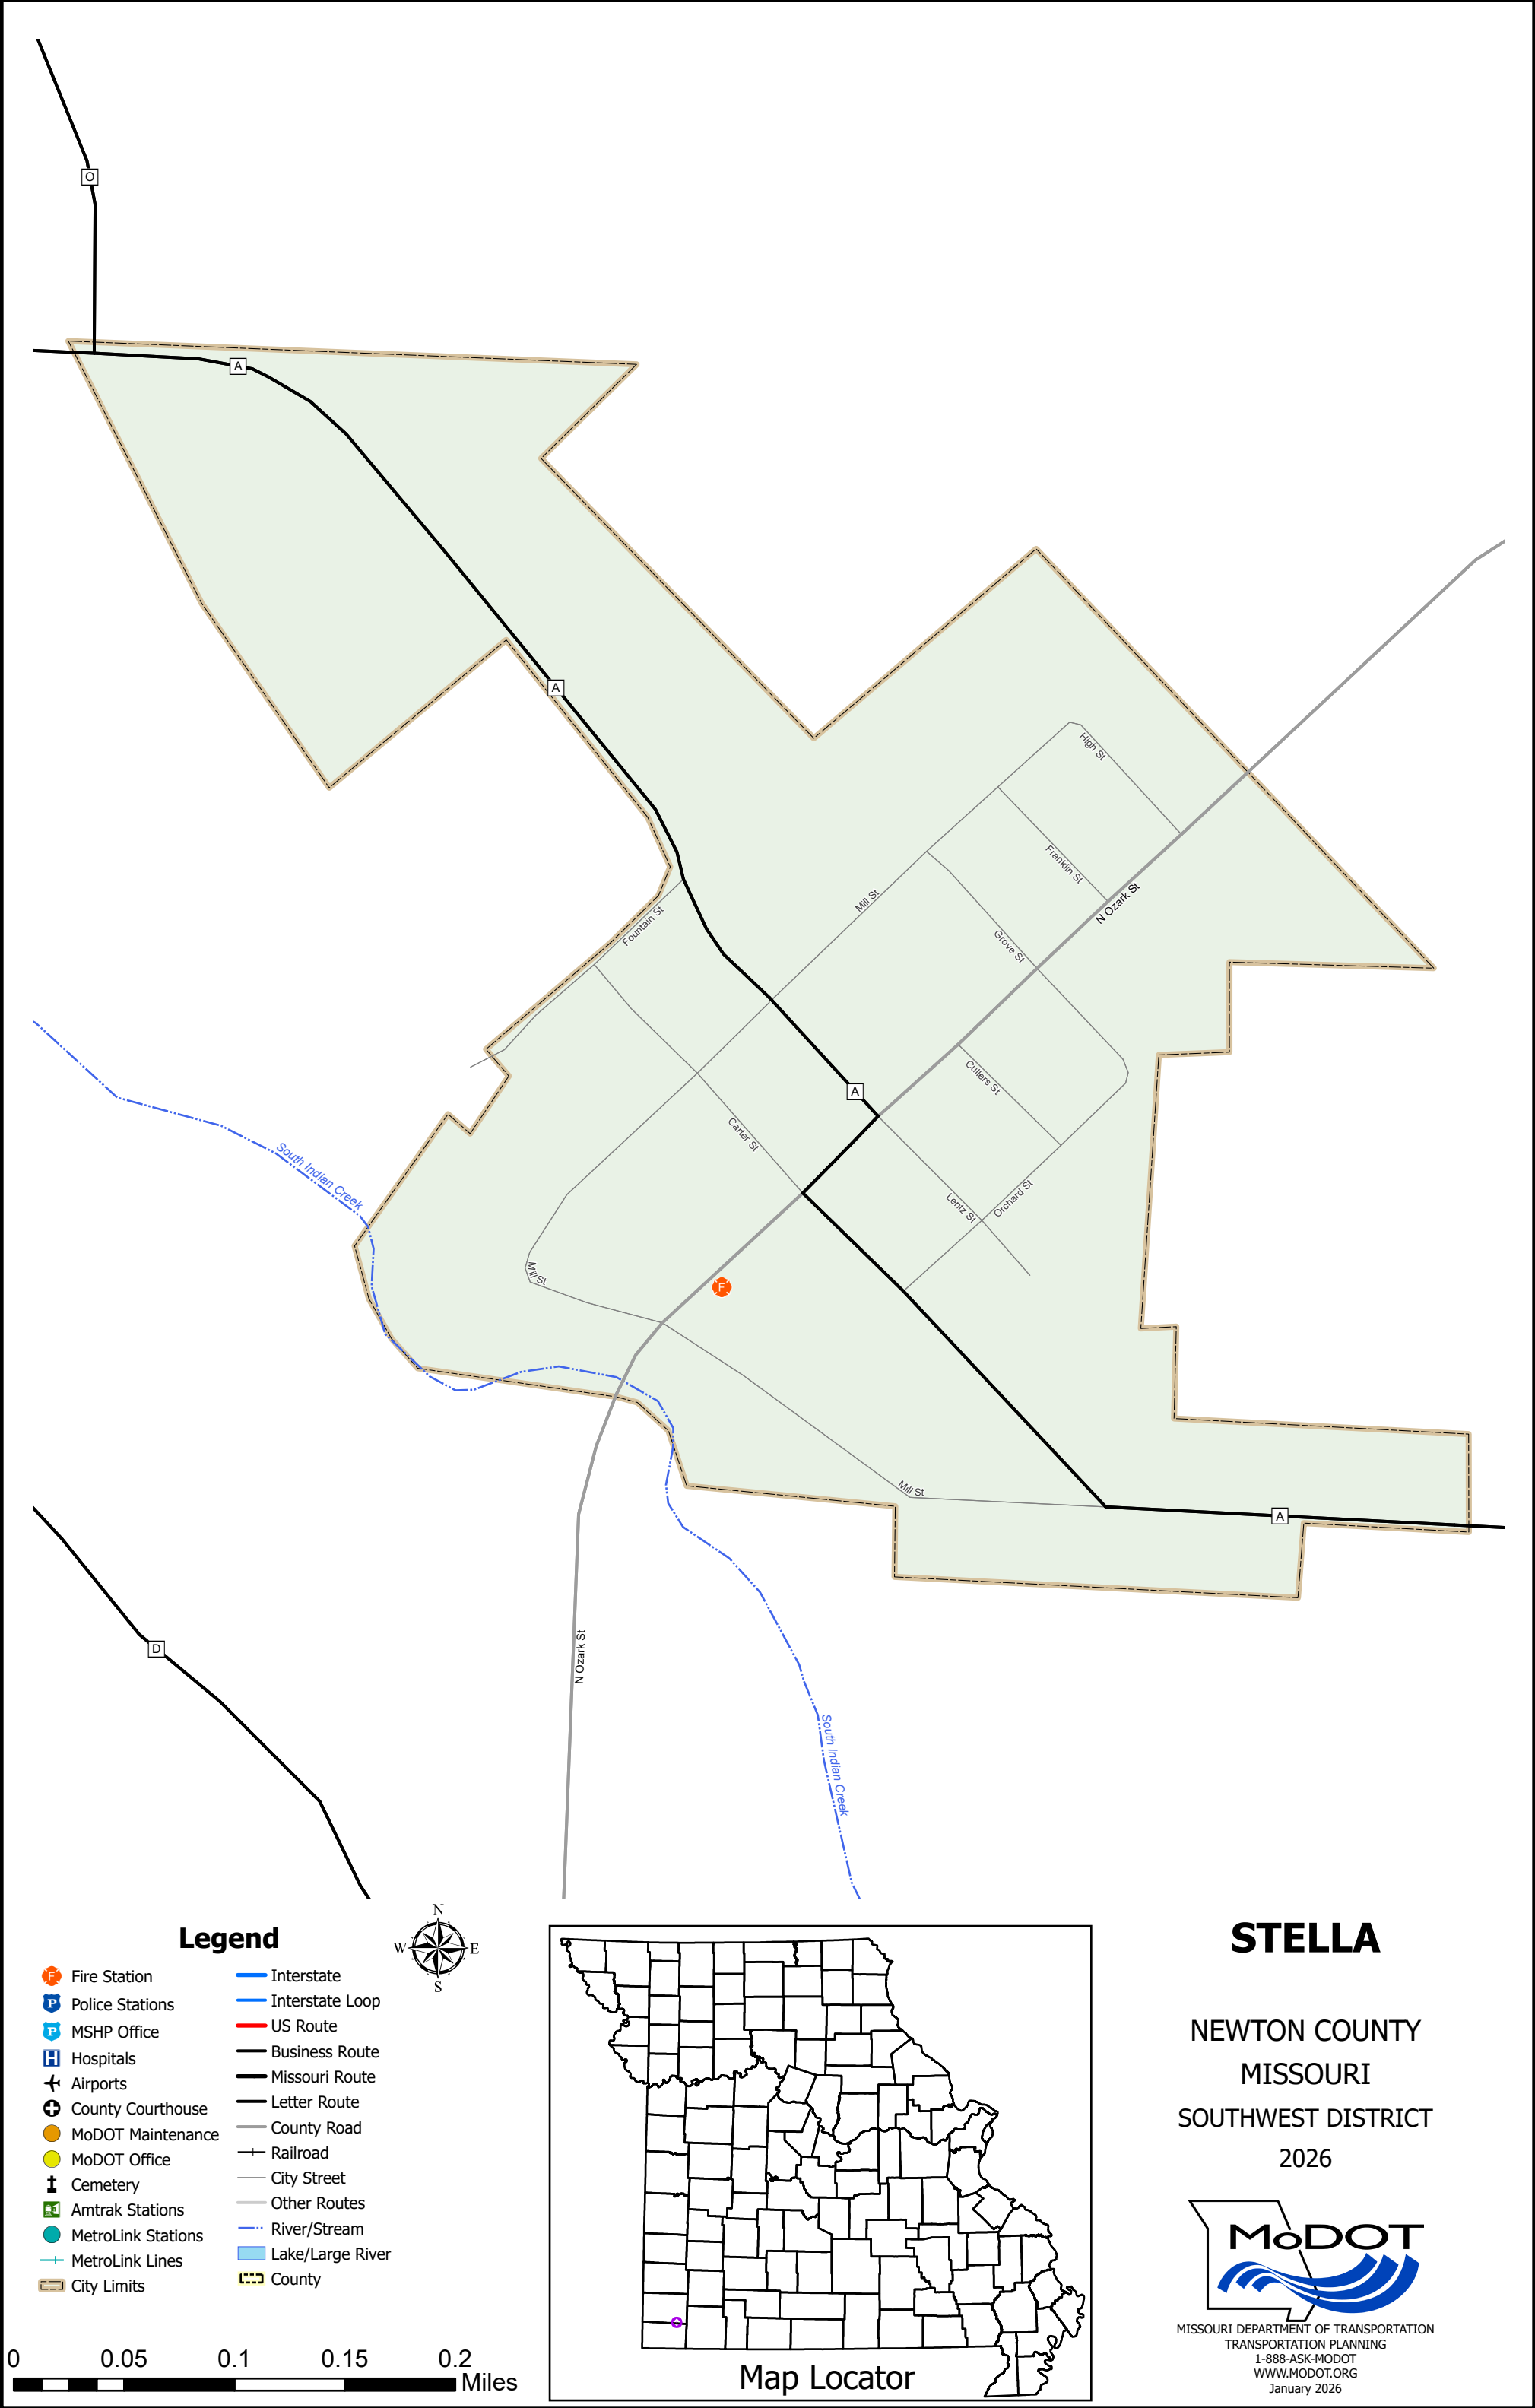 O
A
A
High St
Franklin St
N Ozark St
Mill St
Fountain St
Grove St
Cullers St
A
Carter St
South Indian Creek
Lentz St
Orchard St
Mill St
F
Mill St
A
D
N Ozark St
South Indian Creek
Legend
N
W
E
S
Fire Station
Police Stations
MSHP Office
Hospitals
Airports
County Courthouse
MoDOT Maintenance
MoDOT Office
Cemetery
Amtrak Stations
MetroLink Stations
MetroLink Lines
City Limits
Interstate
Interstate Loop
US Route
Business Route
Missouri Route
Letter Route
County Road
Railroad
City Street
Other Routes
River/Stream
Lake/Large River
County
0 0.05 0.1 0.15 0.2
Miles
Map Locator
STELLA
NEWTON COUNTY
MISSOURI
SOUTHWEST DISTRICT
2026
MoDOT
MISSOURI DEPARTMENT OF TRANSPORTATION
TRANSPORTATION PLANNING
1-888-ASK-MODOT
WWW.MODOT.ORG
January 2026